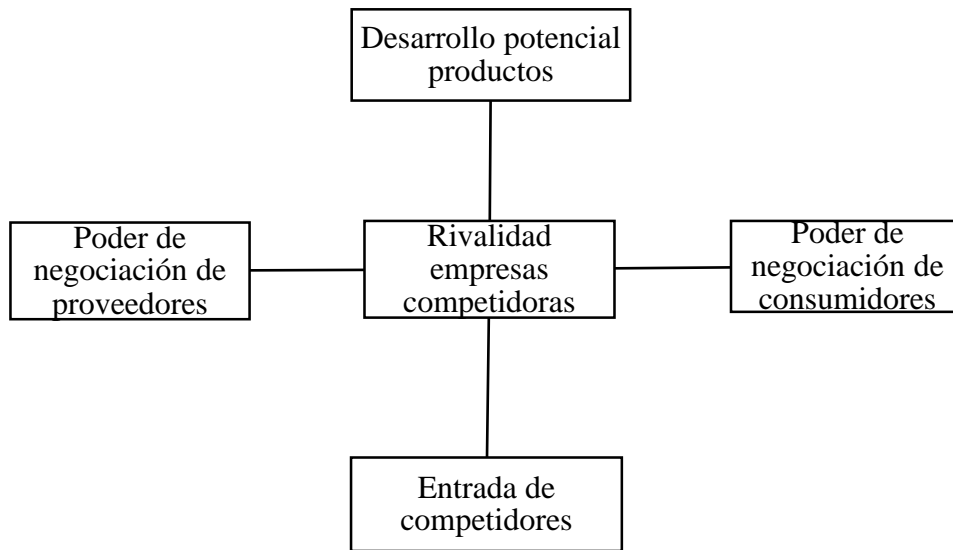 Desarrollo potencial
productos
Poder de
negociación de
proveedores
Rivalidad
empresas
competidoras
Poder de
negociación de
consumidores
Entrada de
competidores